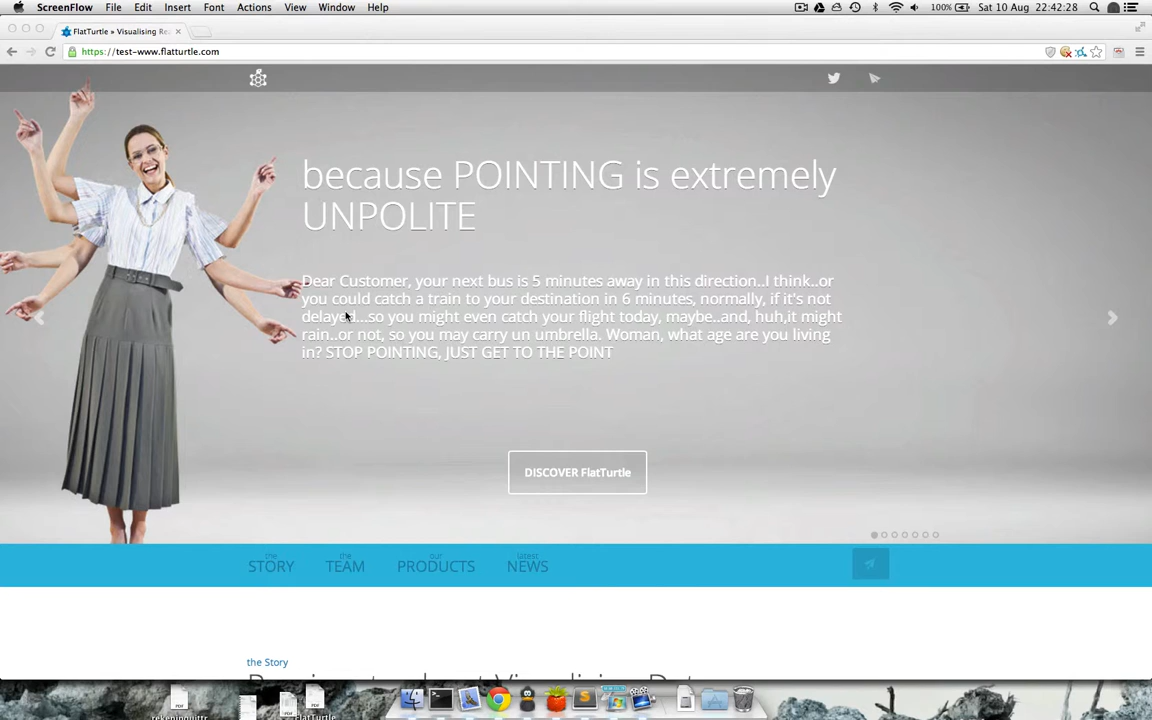 ScreenFlow File Edit Insert Font Actions View Window Help 100% Sat 10 Aug 22:42:28
FlatTurtle » Visualising Re
https://test-www.flatturtle.com
because POINTING is extremely
UNPOLITE
Dear Customer, your next bus is 5 minutes away in this direction..I think..or
you could catch a train to your destination in 6 minutes, normally, if it's not
delayed...so you might even catch your flight today, maybe..and, huh,it might
rain..or not, so you may carry un umbrella. Woman, what age are you living
in? STOP POINTING, JUST GET TO THE POINT
DISCOVER FlatTurtle
the STORY
the TEAM
our PRODUCTS
latest NEWS
the Story